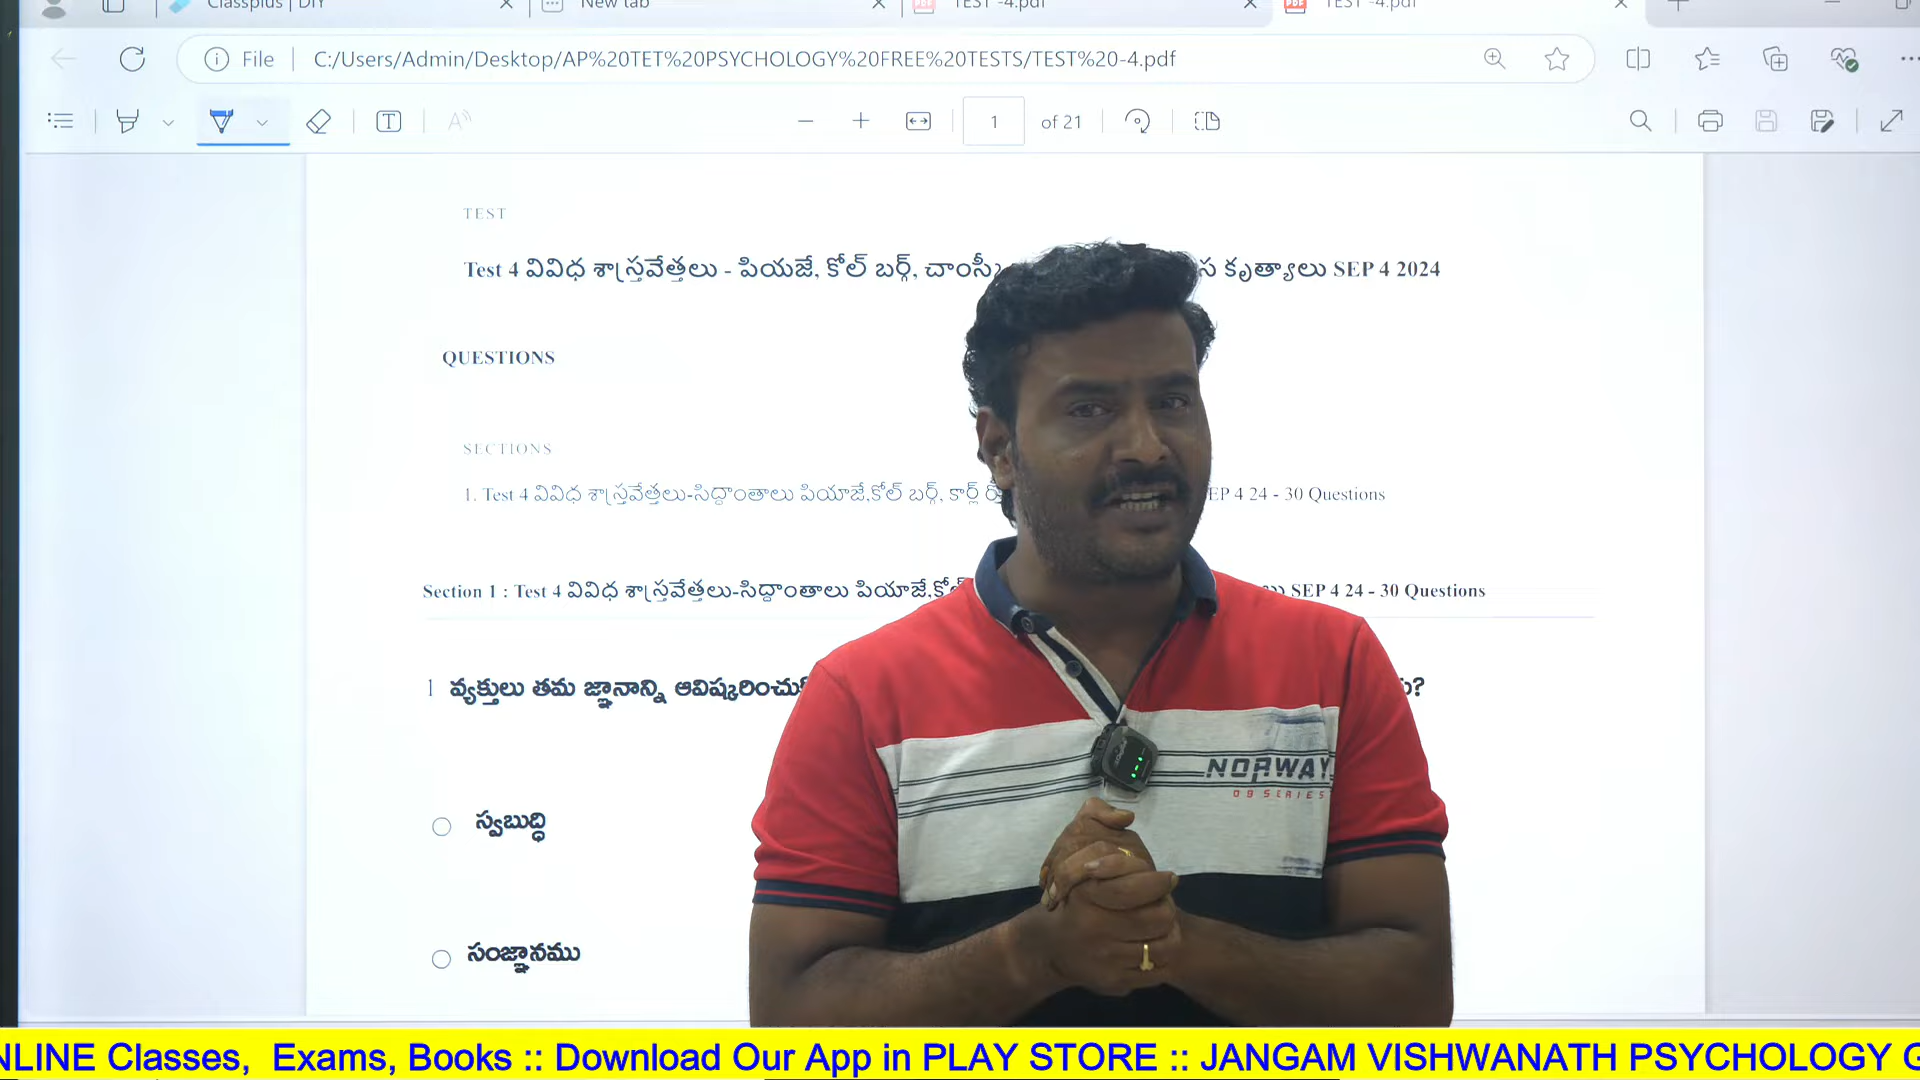 Classplus | DIY
New tab
TEST -4.pdf
TEST -4.pdf
File
C:/Users/Admin/Desktop/AP%20TET%20PSYCHOLOGY%20FREE%20TESTS/TEST%20-4.pdf
1 of 21
TEST
Test 4 వివిధ శాస్త్రవేత్తలు - పియజే, కోల్ బర్గ్, చాంస్కీ స కృత్యాలు SEP 4 2024
QUESTIONS
SECTIONS
1. Test 4 వివిధ శాస్త్రవేత్తలు-సిద్దాంతాలు పియాజే,కోల్ బర్గ్, కార్ల్ EP 4 24 - 30 Questions
Section 1 : Test 4 వివిధ శాస్త్రవేత్తలు-సిద్దాంతాలు పియాజే,కోల్ SEP 4 24 - 30 Questions
1 వ్యక్తులు తమ జ్ఞానాన్ని ఆవిష్కరించు ?
స్వబుద్ధి
సంజ్ఞానము
NORWAY
09 SERIES
NLINE Classes, Exams, Books :: Download Our App in PLAY STORE :: JANGAM VISHWANATH PSYCHOLOGY G